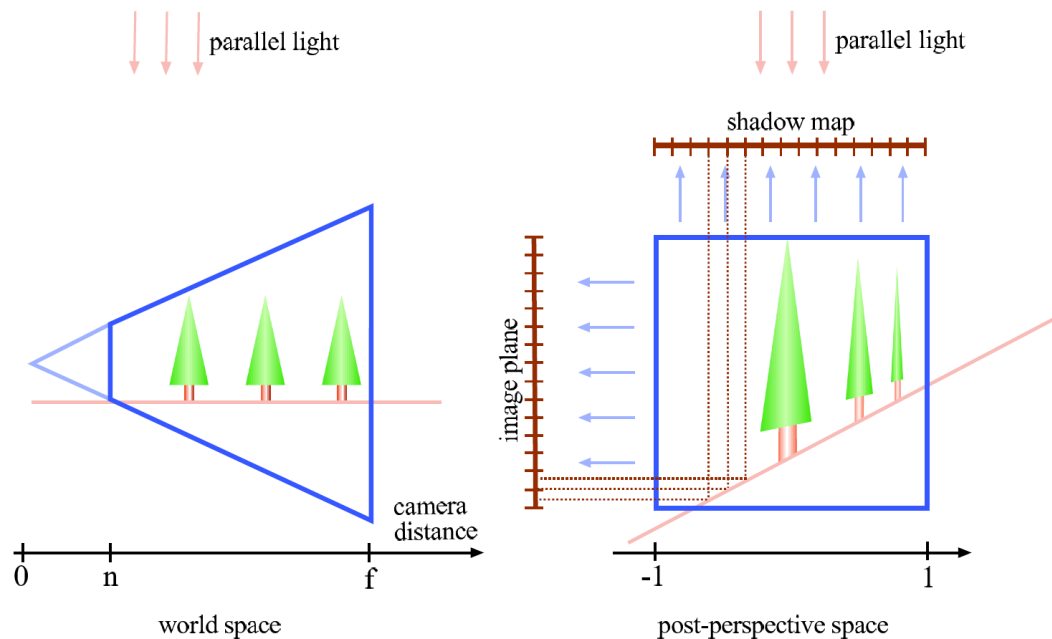 parallel light
parallel light
shadow map
image plane
camera
distance
0
n
f
-1
1
world space
post-perspective space